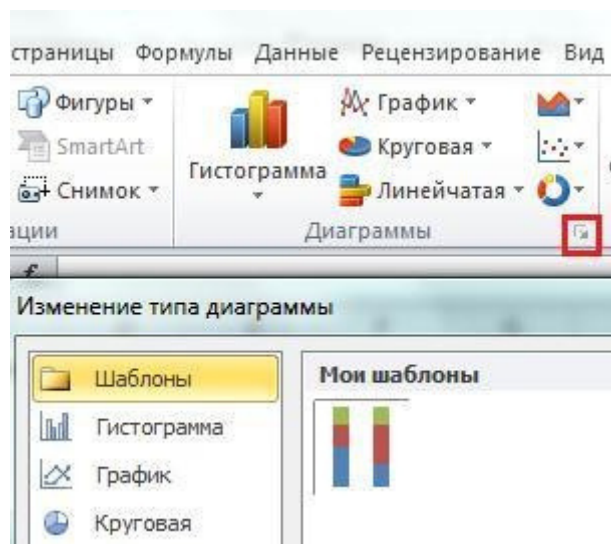 страницы Формулы Данные Рецензирование Вид
Фигуры График
SmartArt Гистограмма Круговая
Снимок Линейчатая
ации Диаграммы
Изменение типа диаграммы
Шаблоны Мои шаблоны
Гистограмма
График
Круговая